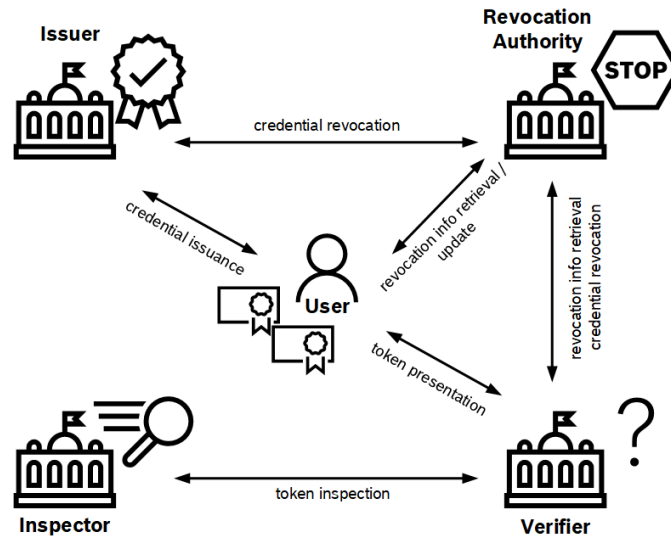 Issuer
Revocation
Authority
STOP
credential revocation
credential issuance
revocation info retrieval /
update
User
revocation info retrieval
credential revocation
token presentation
token inspection
Inspector
Verifier
?